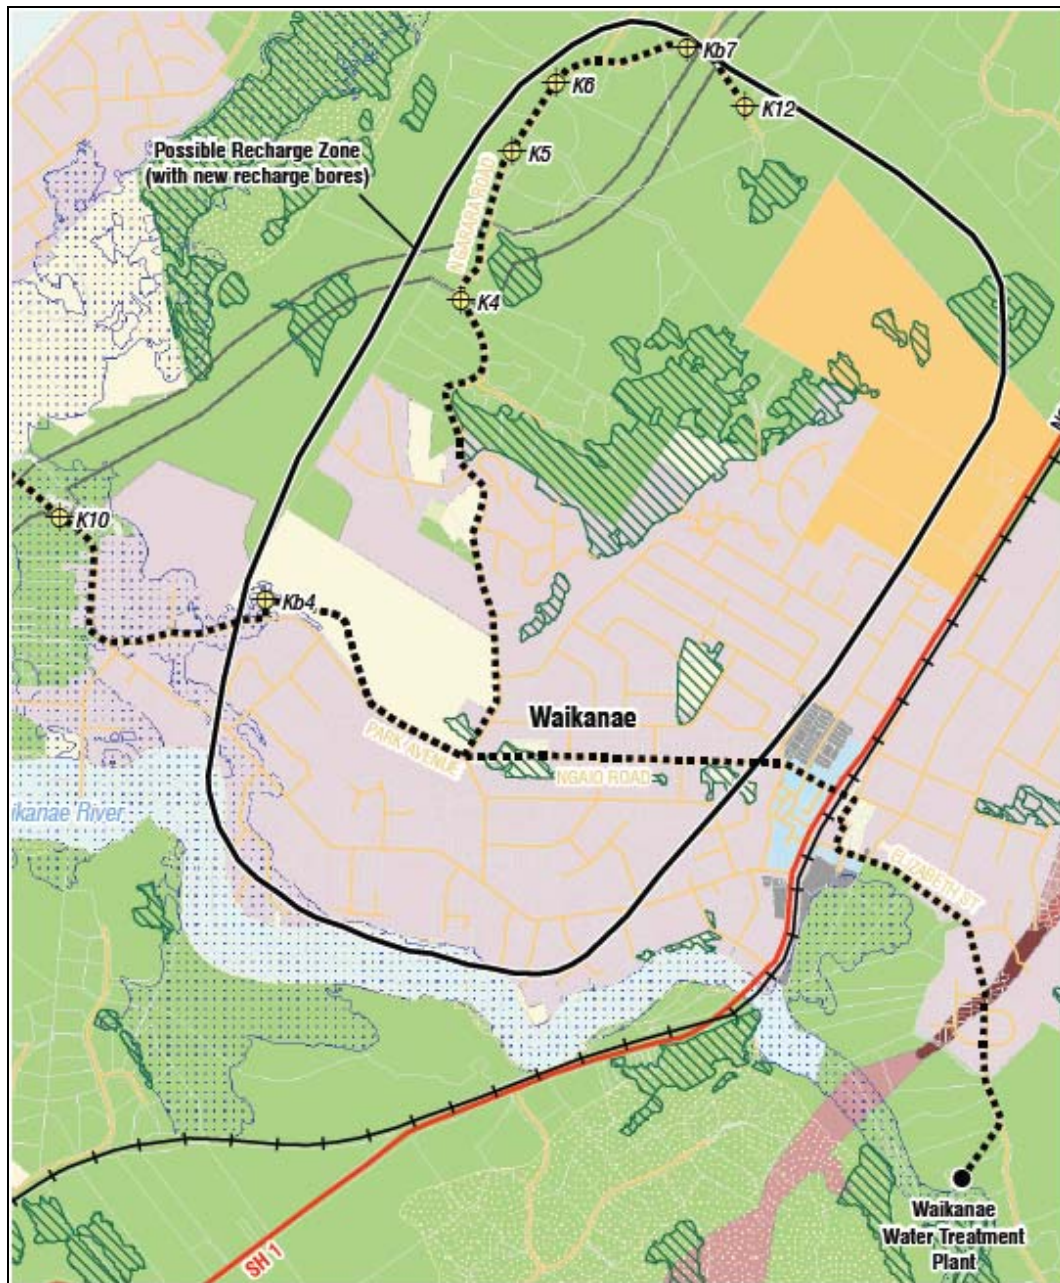 Kb7
K6
K12
Possible Recharge Zone
(with new recharge bores)
K5
NGARARA ROAD
K4
K10
Kb4
Waikanae
PARK AVENUE
NGAIO ROAD
ikanae River
ELIZABETH ST
Waikanae
Water Treatment
Plant
SH 1